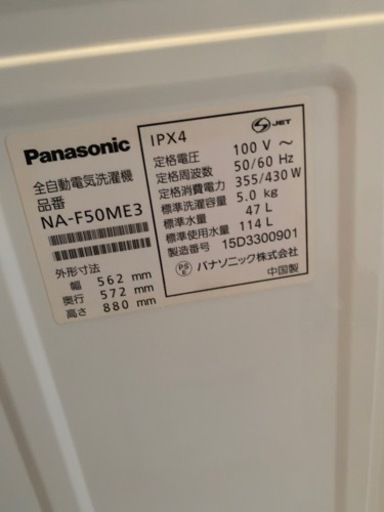 Panasonic
全自動電気洗濯機
品番
NA-F50ME3
外形寸法
幅 562 mm
奥行 572 mm
高さ 880 mm
IPX4
JET
定格電圧 100 V ～
定格周波数 50/60 Hz
定格消費電力 355/430 W
標準洗濯容量 5.0 kg
標準水量 47 L
標準使用水量 114 L
製造番号 15D3300901
PS
E
パナソニック株式会社
中国製